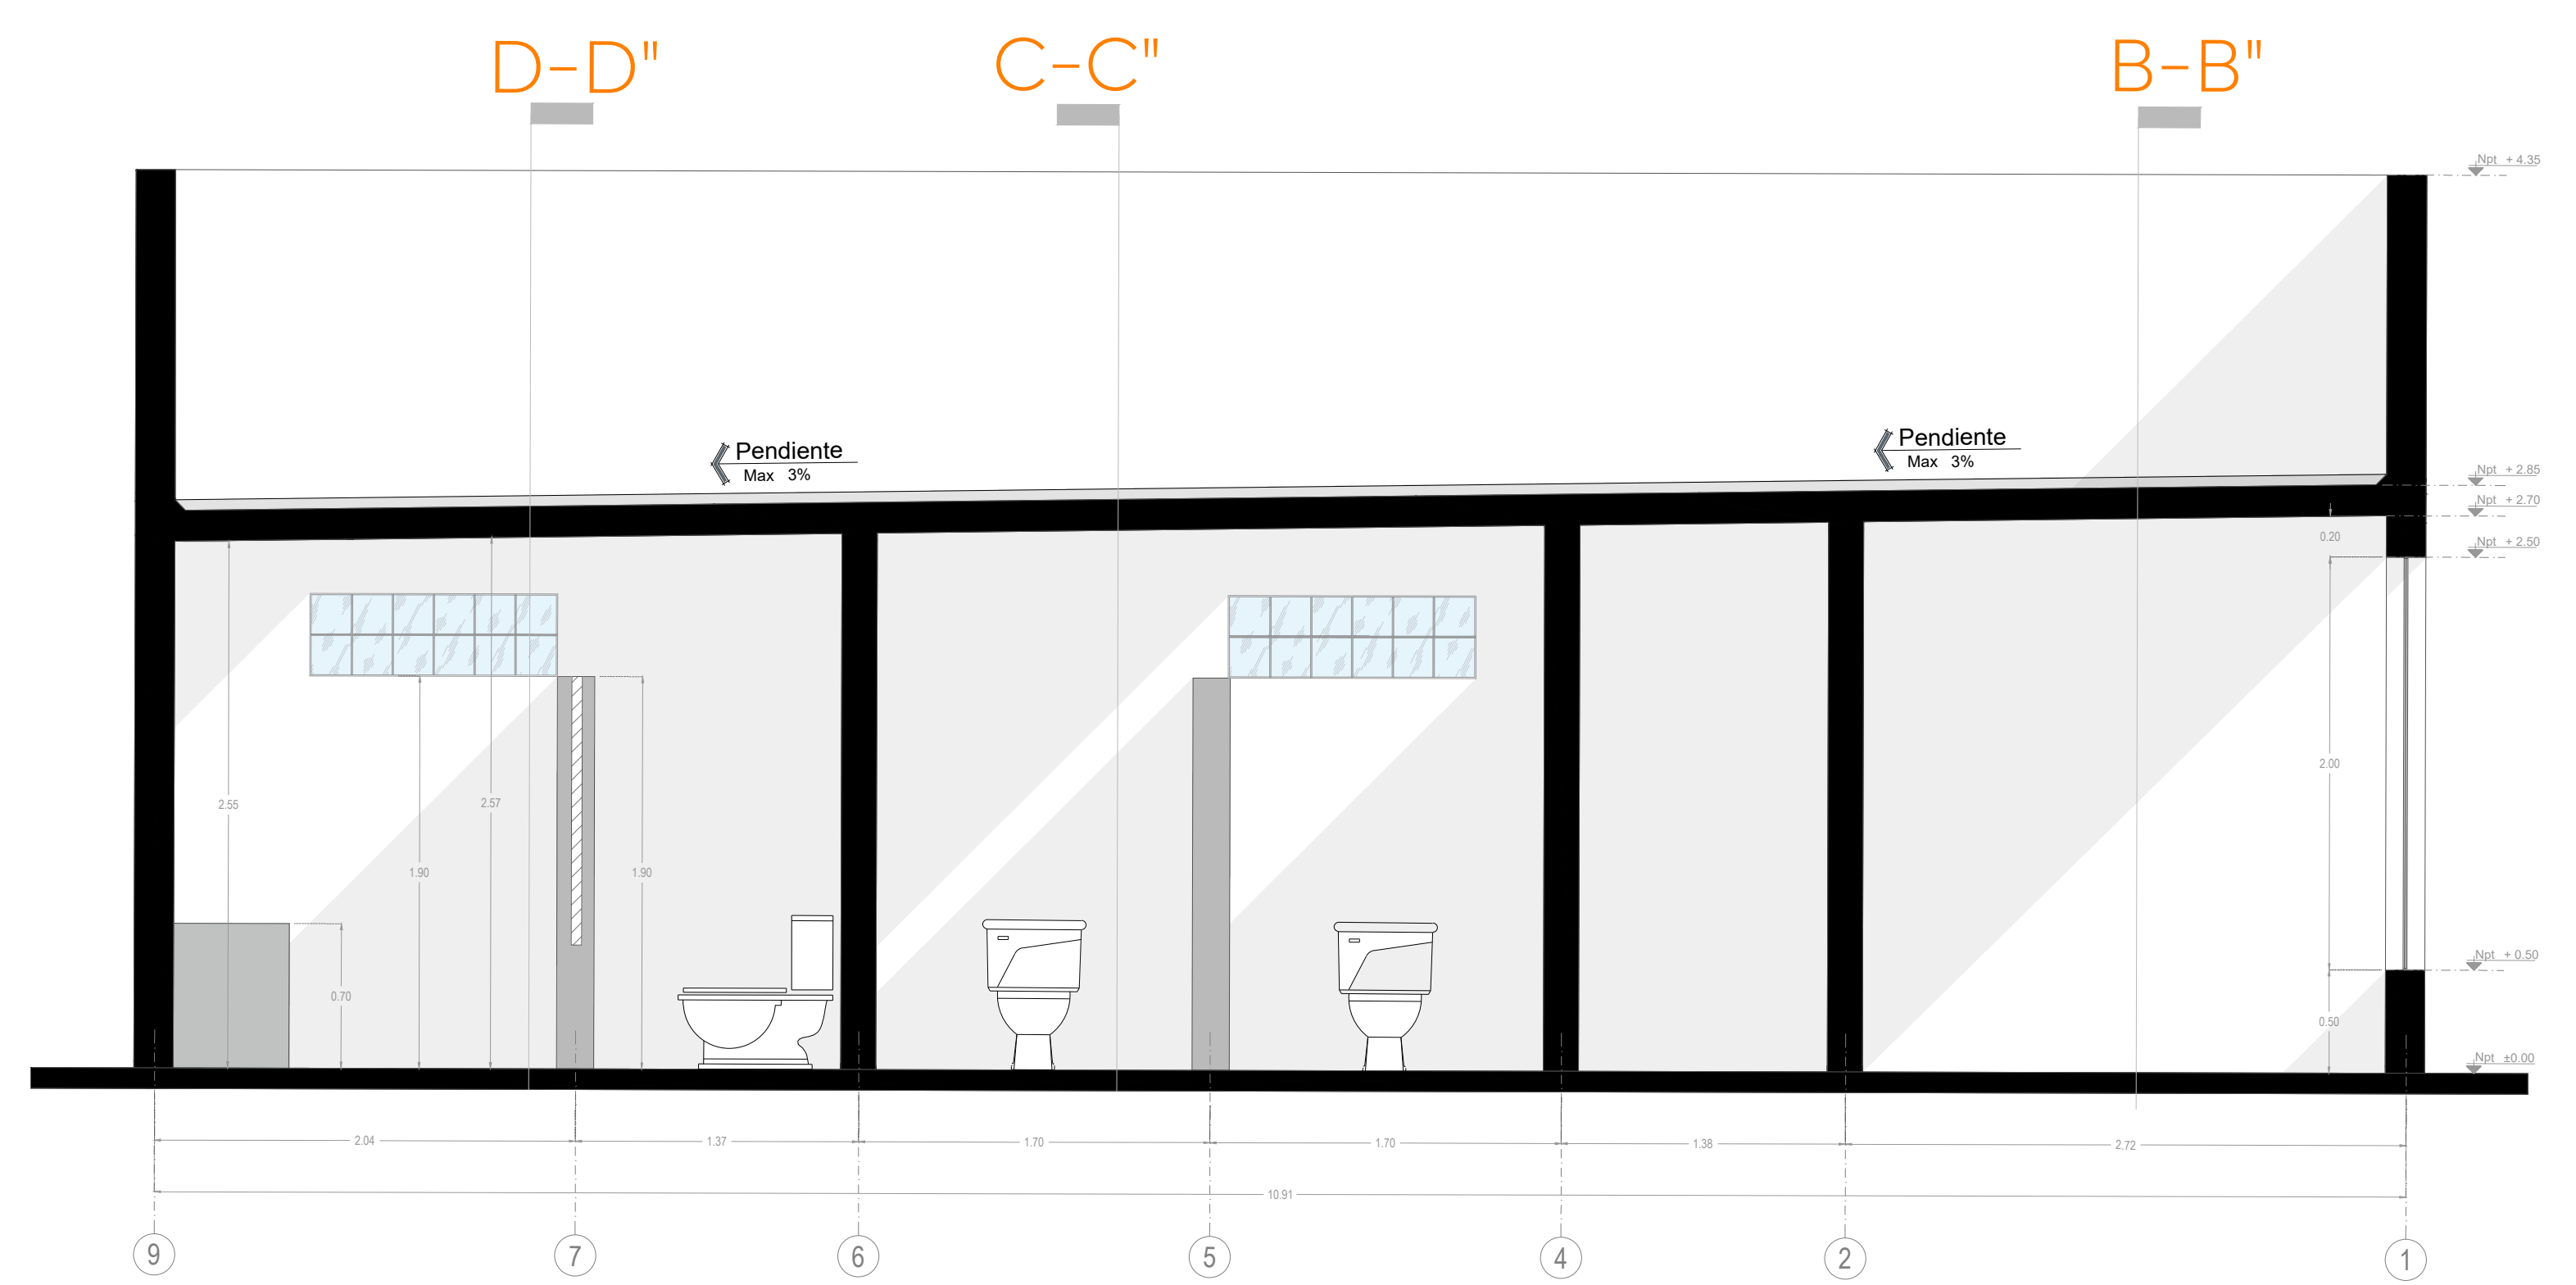 D-D"
C-C"
B-B"
Npt + 4.35
Pendiente
Max 3%
Pendiente
Max 3%
Npt + 2.85
Npt + 2.70
0.20
Npt + 2.50
2.55
2.57
2.00
1.90
1.90
Npt + 0.50
0.70
0.50
Npt ±0.00
2.04
1.37
1.70
1.70
1.38
2.72
10.91
9
7
6
5
4
2
1